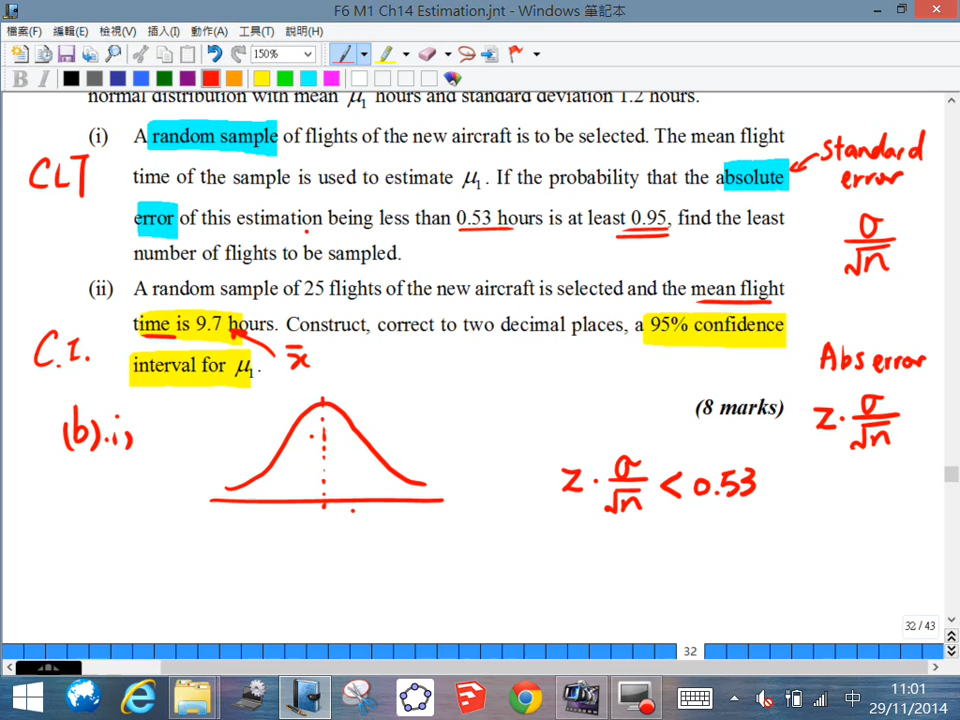 F6 M1 Ch14 Estimation.jnt - Windows 筆記本
檔案(F) 編輯(E) 檢視(V) 插入(I) 動作(A) 工具(T) 說明(H)
150%
B I
normal distribution with mean μ₁ hours and standard deviation 1.2 hours.
(i) A random sample of flights of the new aircraft is to be selected. The mean flight
time of the sample is used to estimate μ₁. If the probability that the absolute
error of this estimation being less than 0.53 hours is at least 0.95, find the least
number of flights to be sampled.
CLT
standard
error
σ/√n
(ii) A random sample of 25 flights of the new aircraft is selected and the mean flight
time is 9.7 hours. Construct, correct to two decimal places, a 95% confidence
interval for μ₁.
C.I.
x̄
(8 marks)
Abs error
Z·σ/√n
(b).i)
Z·σ/√n < 0.53
32 / 43
32
中
11:01
29/11/2014